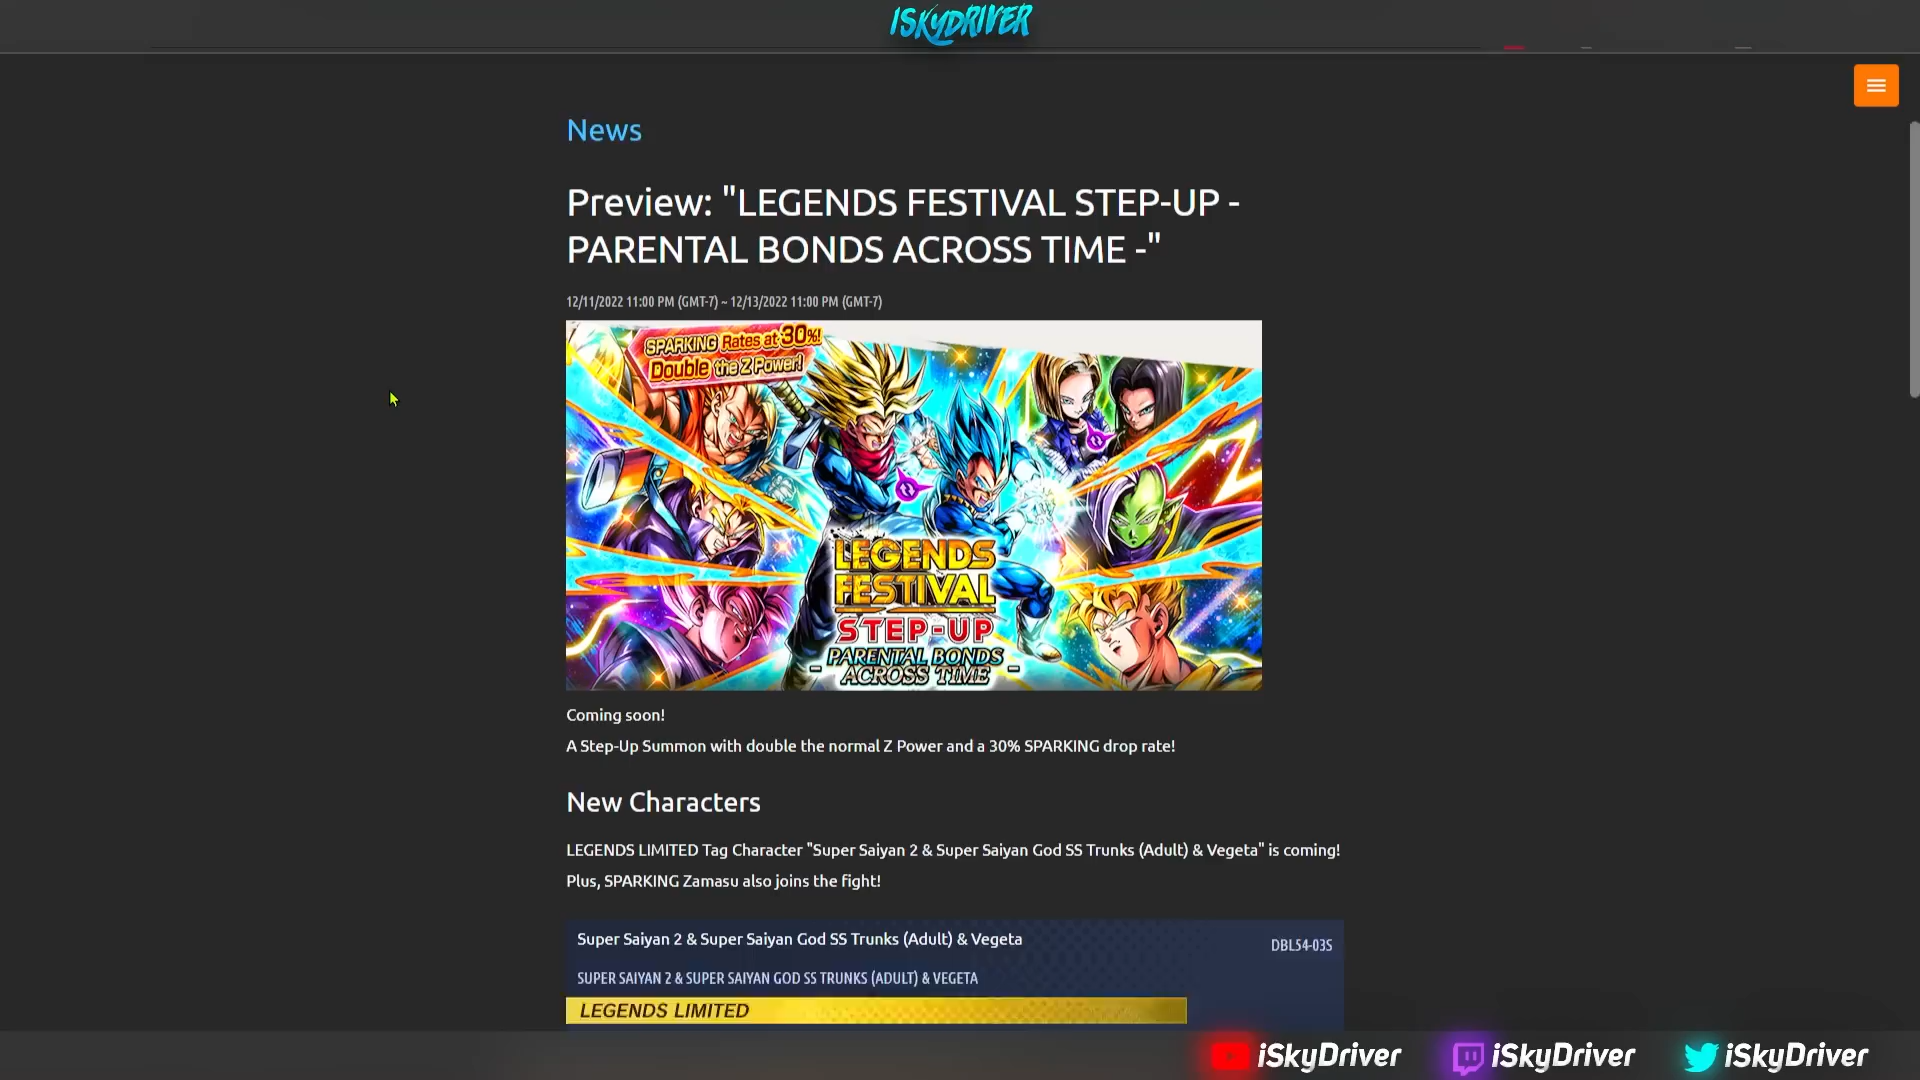 ISKYDRIVER
News
Preview: "LEGENDS FESTIVAL STEP-UP -
PARENTAL BONDS ACROSS TIME -"
12/11/2022 11:00 PM (GMT-7) ~ 12/13/2022 11:00 PM (GMT-7)
SPARKING Rates at 30%!
Double the Z Power!
LEGENDS
FESTIVAL
STEP-UP
- PARENTAL BONDS
ACROSS TIME -
Coming soon!
A Step-Up Summon with double the normal Z Power and a 30% SPARKING drop rate!
New Characters
LEGENDS LIMITED Tag Character "Super Saiyan 2 & Super Saiyan God SS Trunks (Adult) & Vegeta" is coming!
Plus, SPARKING Zamasu also joins the fight!
Super Saiyan 2 & Super Saiyan God SS Trunks (Adult) & Vegeta
DBL54-03S
SUPER SAIYAN 2 & SUPER SAIYAN GOD SS TRUNKS (ADULT) & VEGETA
LEGENDS LIMITED
iSkyDriver iSkyDriver iSkyDriver